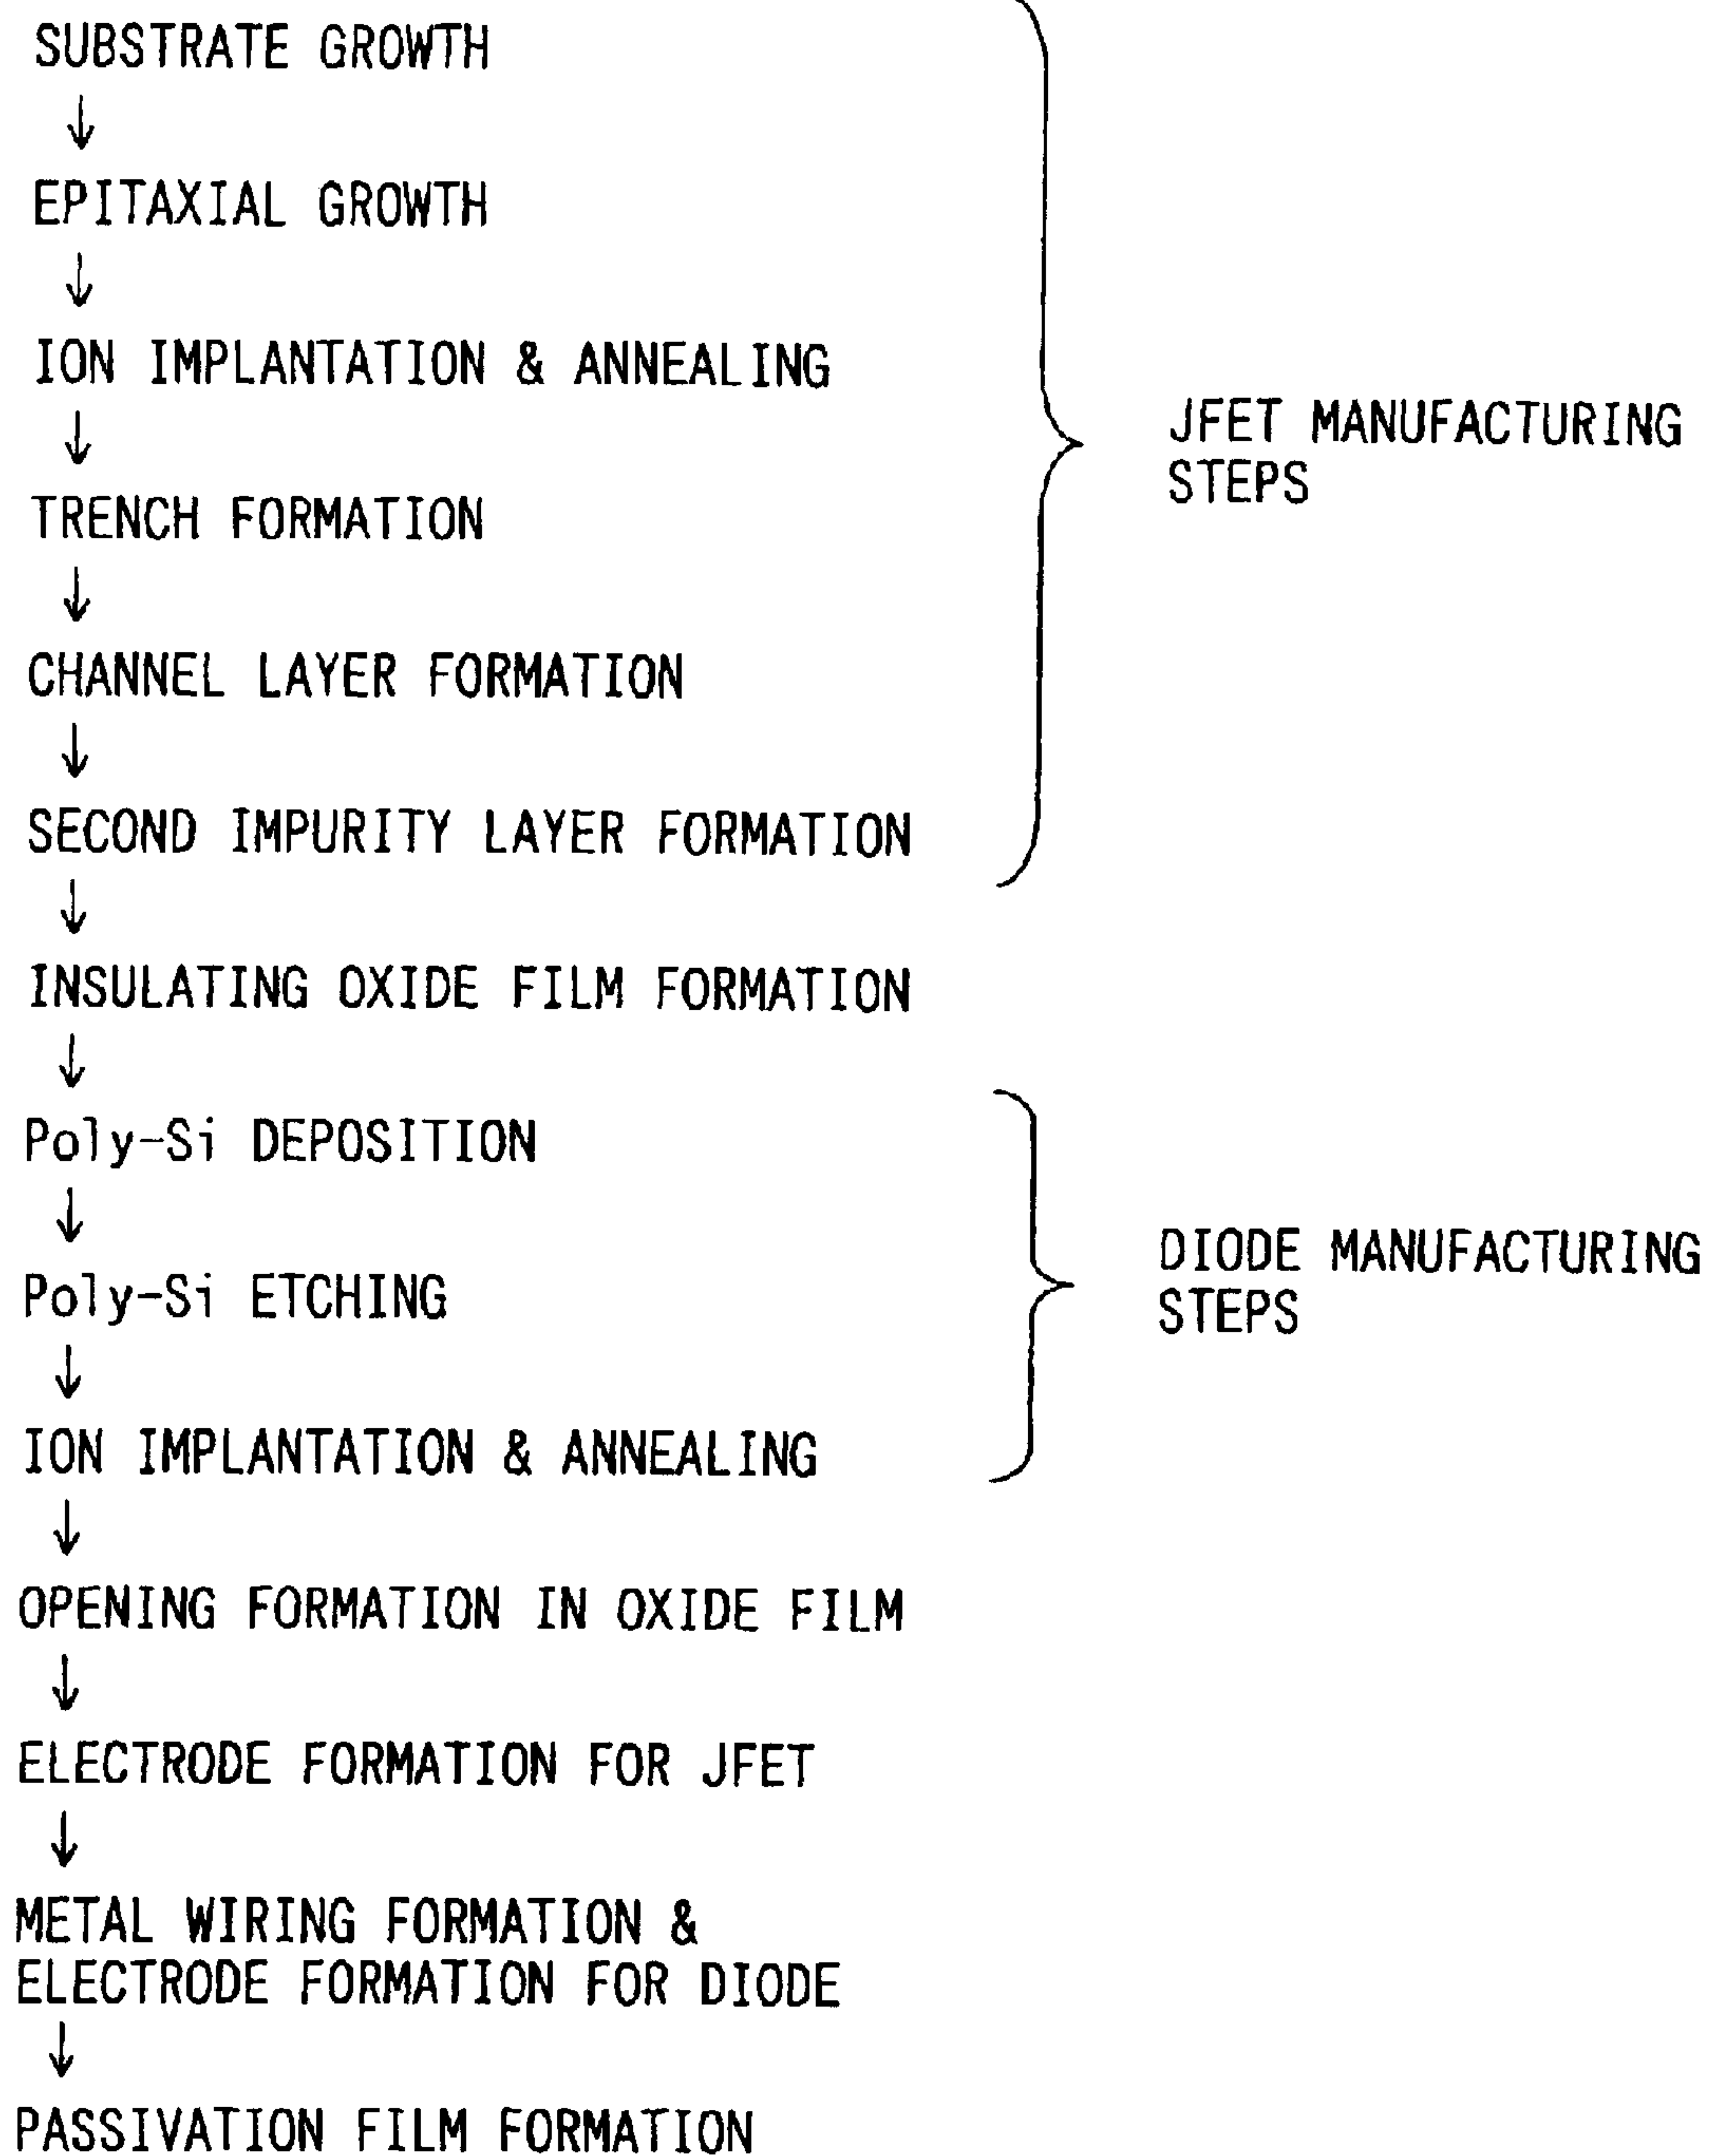 SUBSTRATE GROWTH
↓
EPITAXIAL GROWTH
↓
ION IMPLANTATION & ANNEALING
↓
TRENCH FORMATION
↓
CHANNEL LAYER FORMATION
↓
SECOND IMPURITY LAYER FORMATION
JFET MANUFACTURING
STEPS
↓
INSULATING OXIDE FILM FORMATION
↓
Poly-Si DEPOSITION
↓
Poly-Si ETCHING
↓
ION IMPLANTATION & ANNEALING
DIODE MANUFACTURING
STEPS
↓
OPENING FORMATION IN OXIDE FILM
↓
ELECTRODE FORMATION FOR JFET
↓
METAL WIRING FORMATION &
ELECTRODE FORMATION FOR DIODE
↓
PASSIVATION FILM FORMATION